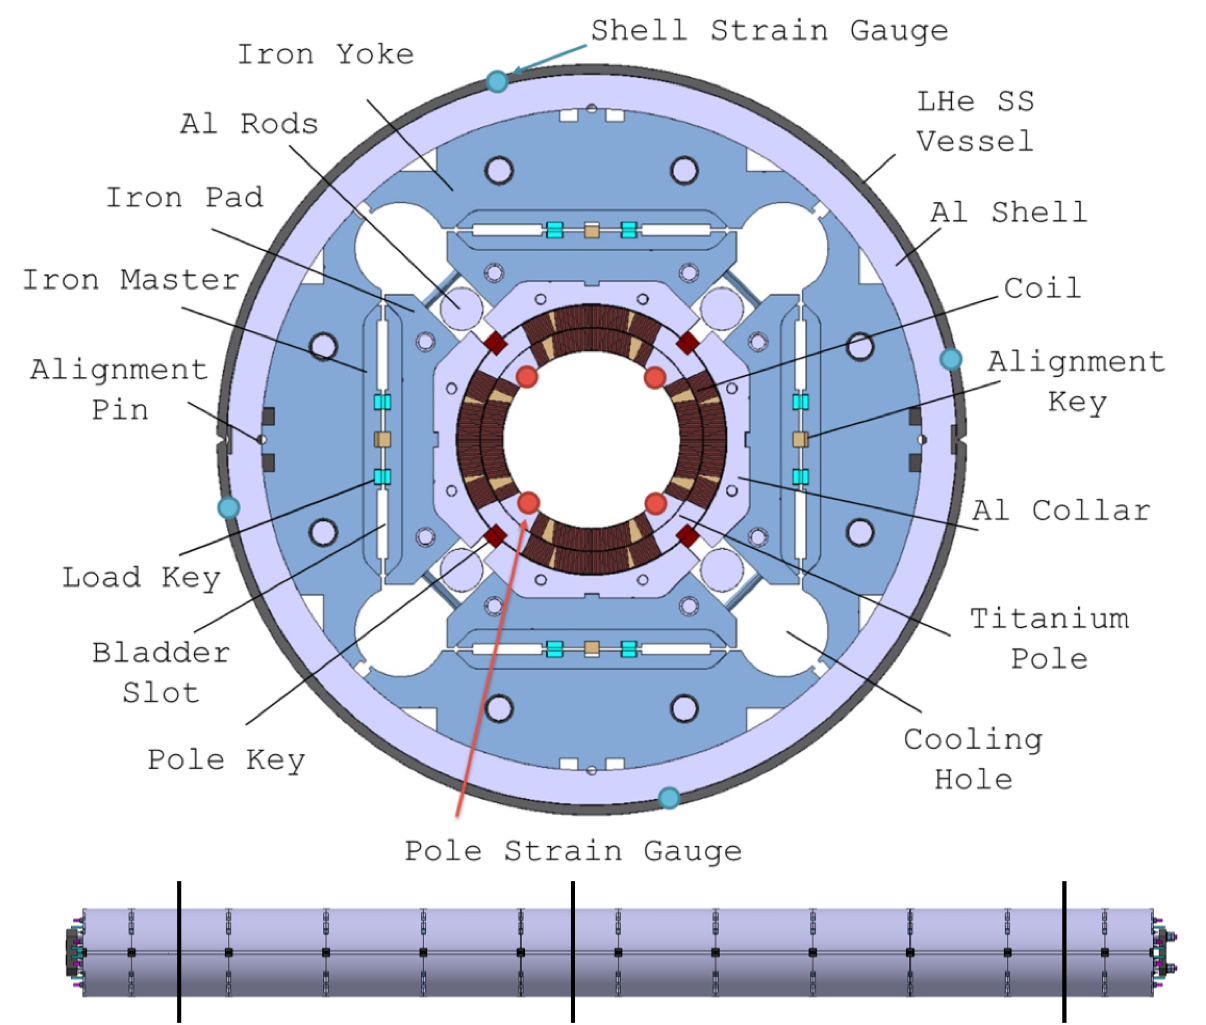 Shell Strain Gauge
Iron Yoke
LHe SS
Vessel
Al Rods
Iron Pad
Al Shell
Iron Master
Coil
Alignment
Pin
Alignment
Key
Al Collar
Load Key
Titanium
Pole
Bladder
Slot
Pole Key
Cooling
Hole
Pole Strain Gauge